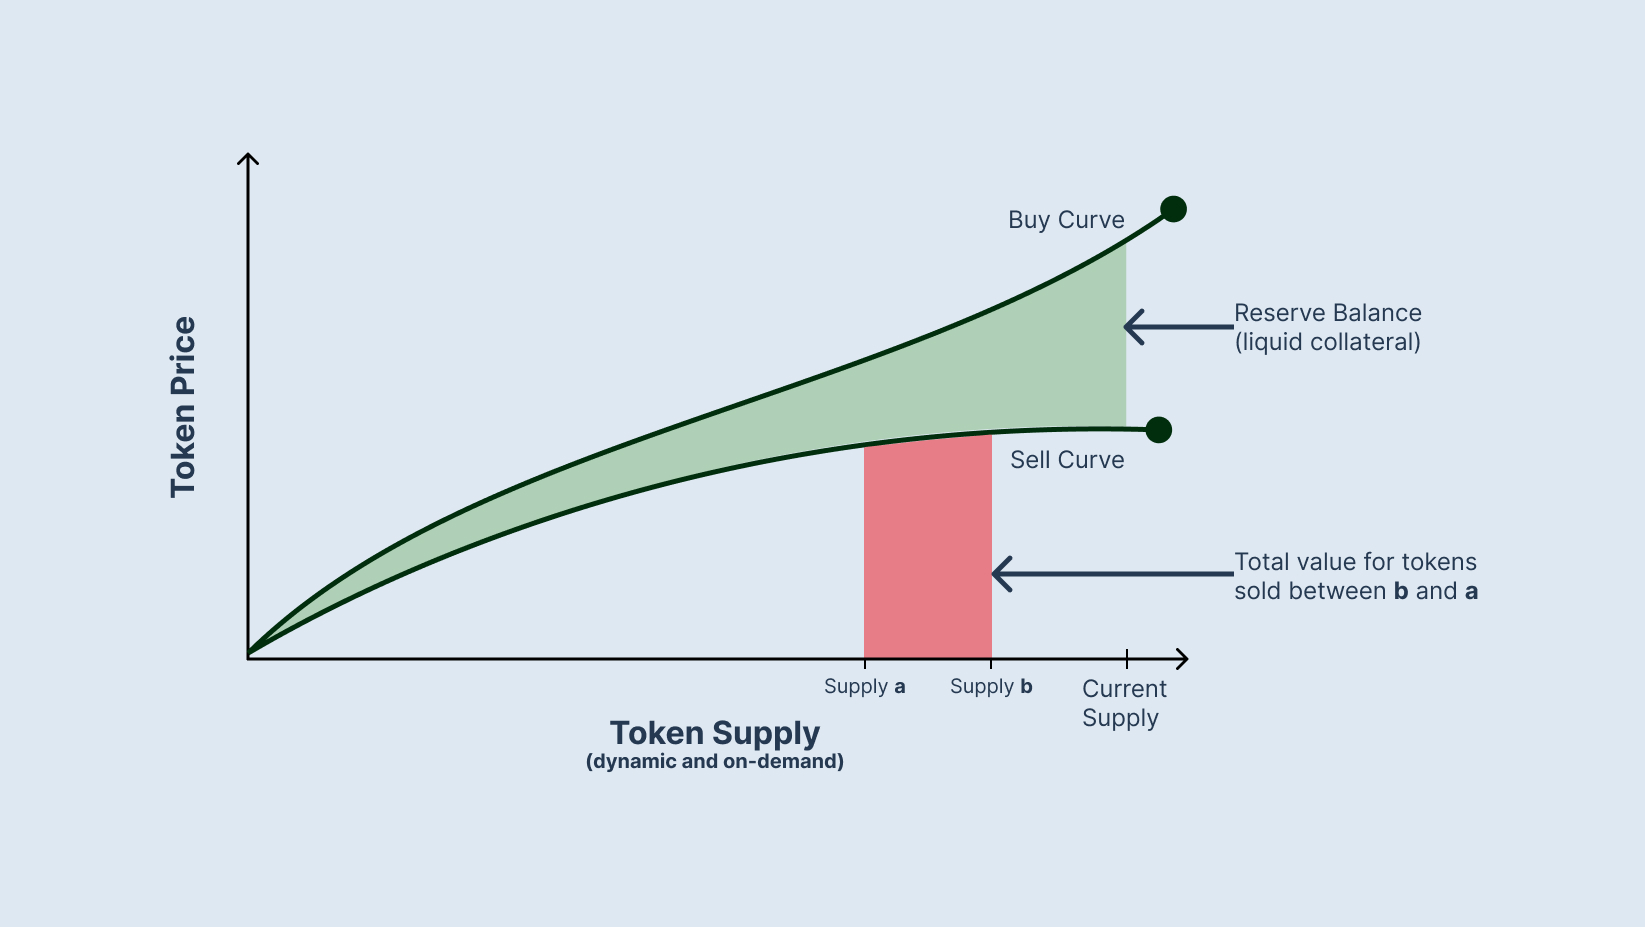 Buy Curve
Reserve Balance
(liquid collateral)
Token Price
Sell Curve
Total value for tokens
sold between b and a
Supply a
Supply b
Current
Supply
Token Supply
(dynamic and on-demand)